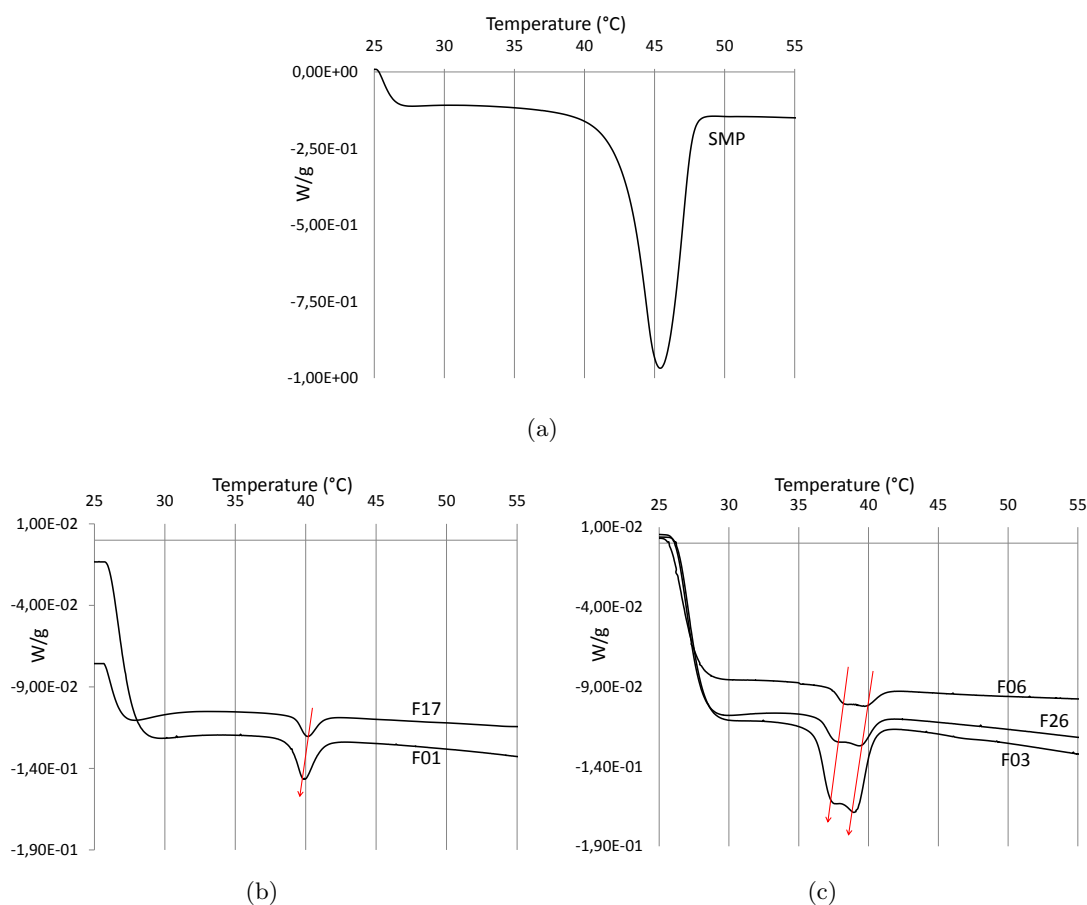 Temperature (°C)
25 30 35 40 45 50 55
0,00E+00
-2,50E-01
-5,00E-01
-7,50E-01
-1,00E+00
W/g
SMP
(a)
Temperature (°C)
25 30 35 40 45 50 55
1,00E-02
-4,00E-02
-9,00E-02
-1,40E-01
-1,90E-01
W/g
F17
F01
(b)
Temperature (°C)
25 30 35 40 45 50 55
1,00E-02
-4,00E-02
-9,00E-02
-1,40E-01
-1,90E-01
W/g
F06
F26
F03
(c)